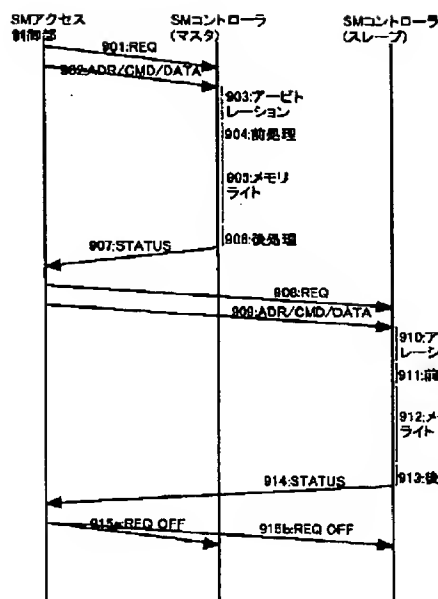 SMアクセス
制御部
SMコントローラ
(マスタ)
SMコントローラ
(スレーブ)
901:REQ
902:ADR/CMD/DATA
903:アービト
レーション
904:前処理
905:メモリ
ライト
906:後処理
907:STATUS
908:REQ
909:ADR/CMD/DATA
910:ア
レーシ
911:前
912:メ
ライト
913:後
914:STATUS
915a:REQ OFF
915b:REQ OFF